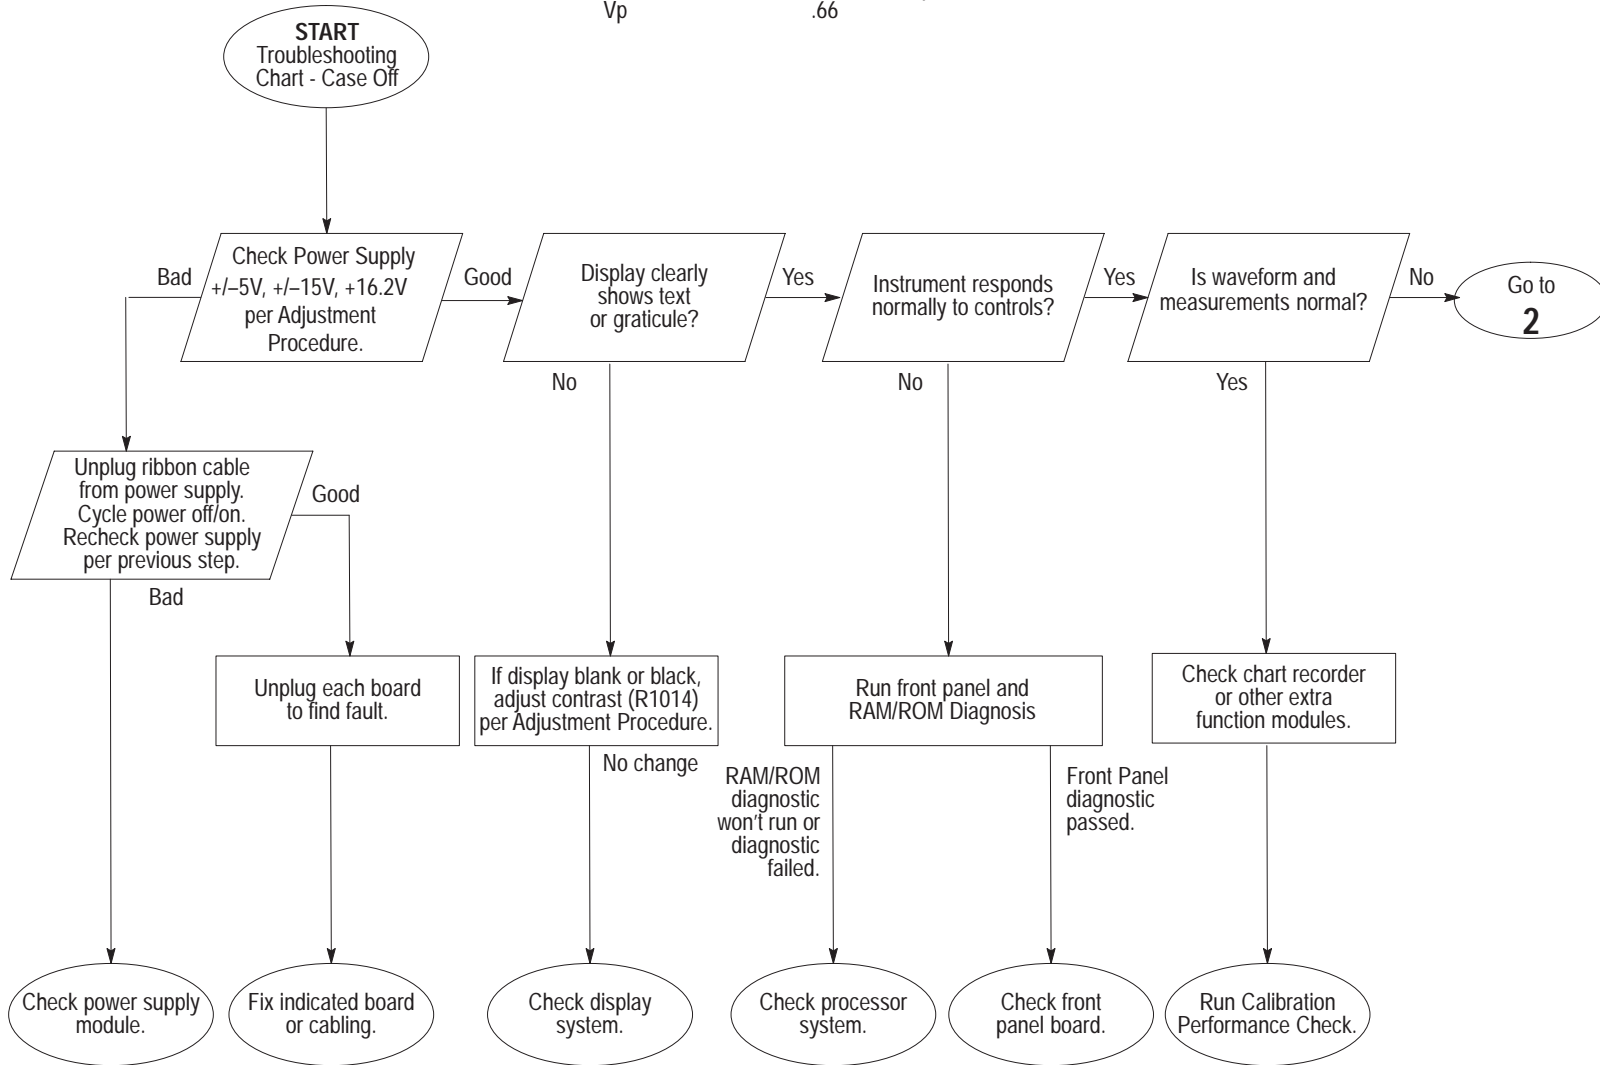 Vp .66
START
Troubleshooting
Chart - Case Off
Check Power Supply
+/–5V, +/–15V, +16.2V
per Adjustment
Procedure.
Bad
Good
Display clearly
shows text
or graticule?
Yes
No
Instrument responds
normally to controls?
Yes
No
Is waveform and
measurements normal?
No
Yes
Go to
2
Unplug ribbon cable
from power supply.
Cycle power off/on.
Recheck power supply
per previous step.
Good
Bad
Unplug each board
to find fault.
If display blank or black,
adjust contrast (R1014)
per Adjustment Procedure.
No change
Run front panel and
RAM/ROM Diagnosis
RAM/ROM
diagnostic
won't run or
diagnostic
failed.
Front Panel
diagnostic
passed.
Check chart recorder
or other extra
function modules.
Check power supply
module.
Fix indicated board
or cabling.
Check display
system.
Check processor
system.
Check front
panel board.
Run Calibration
Performance Check.